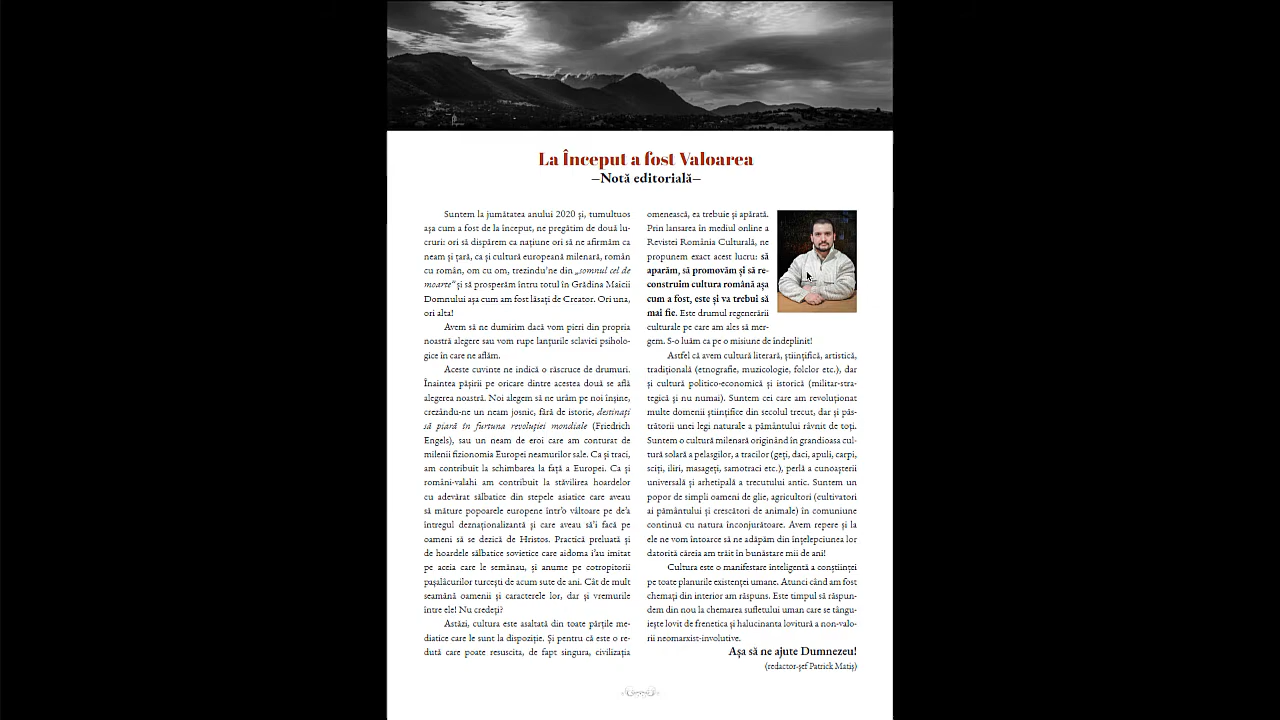 La Început a fost Valoarea
—Notă editorială—
Suntem la jumătatea anului 2020 și, tumultuos
așa cum a fost de la început, ne pregătim de două lu-
cruri: ori să dispărem ca națiune ori să ne afirmăm ca
neam și țară, ca și cultură europeană milenară, român
cu român, om cu om, trezindu'ne din „somnul cel de
moarte” și să prosperăm întru totul în Grădina Maicii
Domnului așa cum am fost lăsați de Creator. Ori una,
ori alta!
Avem să ne dumirim dacă vom pieri din propria
noastră alegere sau vom rupe lanțurile sclaviei psiholo-
gice în care ne aflăm.
Aceste cuvinte ne indică o răscruce de drumuri.
Înaintea pășirii pe oricare dintre acestea două se află
alegerea noastră. Noi alegem să ne urâm pe noi înșine,
crezându-ne un neam josnic, fără de istorie, destinați
să piară în furtuna revoluției mondiale (Friedrich
Engels), sau un neam de eroi care am conturat de
milenii fizionomia Europei neamurilor sale. Ca și traci,
am contribuit la schimbarea la față a Europei. Ca și
români-valahi am contribuit la stăvilirea hoardelor
cu adevărat sălbatice din stepele asiatice care aveau
să măture popoarele europene într'o vâltoare pe de'a
întregul deznaționalizantă și care aveau să'i facă pe
oameni să se dezică de Hristos. Practică preluată și
de hoardele sălbatice sovietice care aidoma i'au imitat
pe aceia care le semănau, și anume pe cotropitorii
pașalâcurilor turcești de acum sute de ani. Cât de mult
seamănă oamenii și caracterele lor, dar și vremurile
între ele! Nu credeți?
Astăzi, cultura este asaltată din toate părțile me-
diatice care le sunt la dispoziție. Și pentru că este o re-
dută care poate resuscita, de fapt singura, civilizația
omenească, ea trebuie și apărată.
Prin lansarea în mediul online a
Revistei România Culturală, ne
propunem exact acest lucru: să
aparăm, să promovăm și să re-
construim cultura română așa
cum a fost, este și va trebui să
mai fie. Este drumul regenerării
culturale pe care am ales să mer-
gem. S-o luăm ca pe o misiune de îndeplinit!
Astfel că avem cultură literară, științifică, artistică,
tradițională (etnografie, muzicologie, folclor etc.), dar
și cultură politico-economică și istorică (militar-stra-
tegică și nu numai). Suntem cei care am revoluționat
multe domenii științifice din secolul trecut, dar și păs-
trătorii unei legi naturale a pământului râvnit de toți.
Suntem o cultură milenară originând în grandioasa cul-
tură solară a pelasgilor, a tracilor (geți, daci, apuli, carpi,
sciți, iliri, masageți, samotraci etc.), perlă a cunoașterii
universală și arhetipală a trecutului antic. Suntem un
popor de simpli oameni de glie, agricultori (cultivatori
ai pământului și crescători de animale) în comuniune
continuă cu natura înconjurătoare. Avem repere și la
ele ne vom întoarce să ne adăpăm din înțelepciunea lor
datorită căreia am trăit în bunăstare mii de ani!
Cultura este o manifestare inteligentă a conștiinței
pe toate planurile existenței umane. Atunci când am fost
chemați din interior am răspuns. Este timpul să răspun-
dem din nou la chemarea sufletului uman care se tângu-
iește lovit de frenetica și halucinanta lovitură a non-valo-
rii neomarxist-involutive.
Așa să ne ajute Dumnezeu!
(redactor-șef Patrick Matiș)